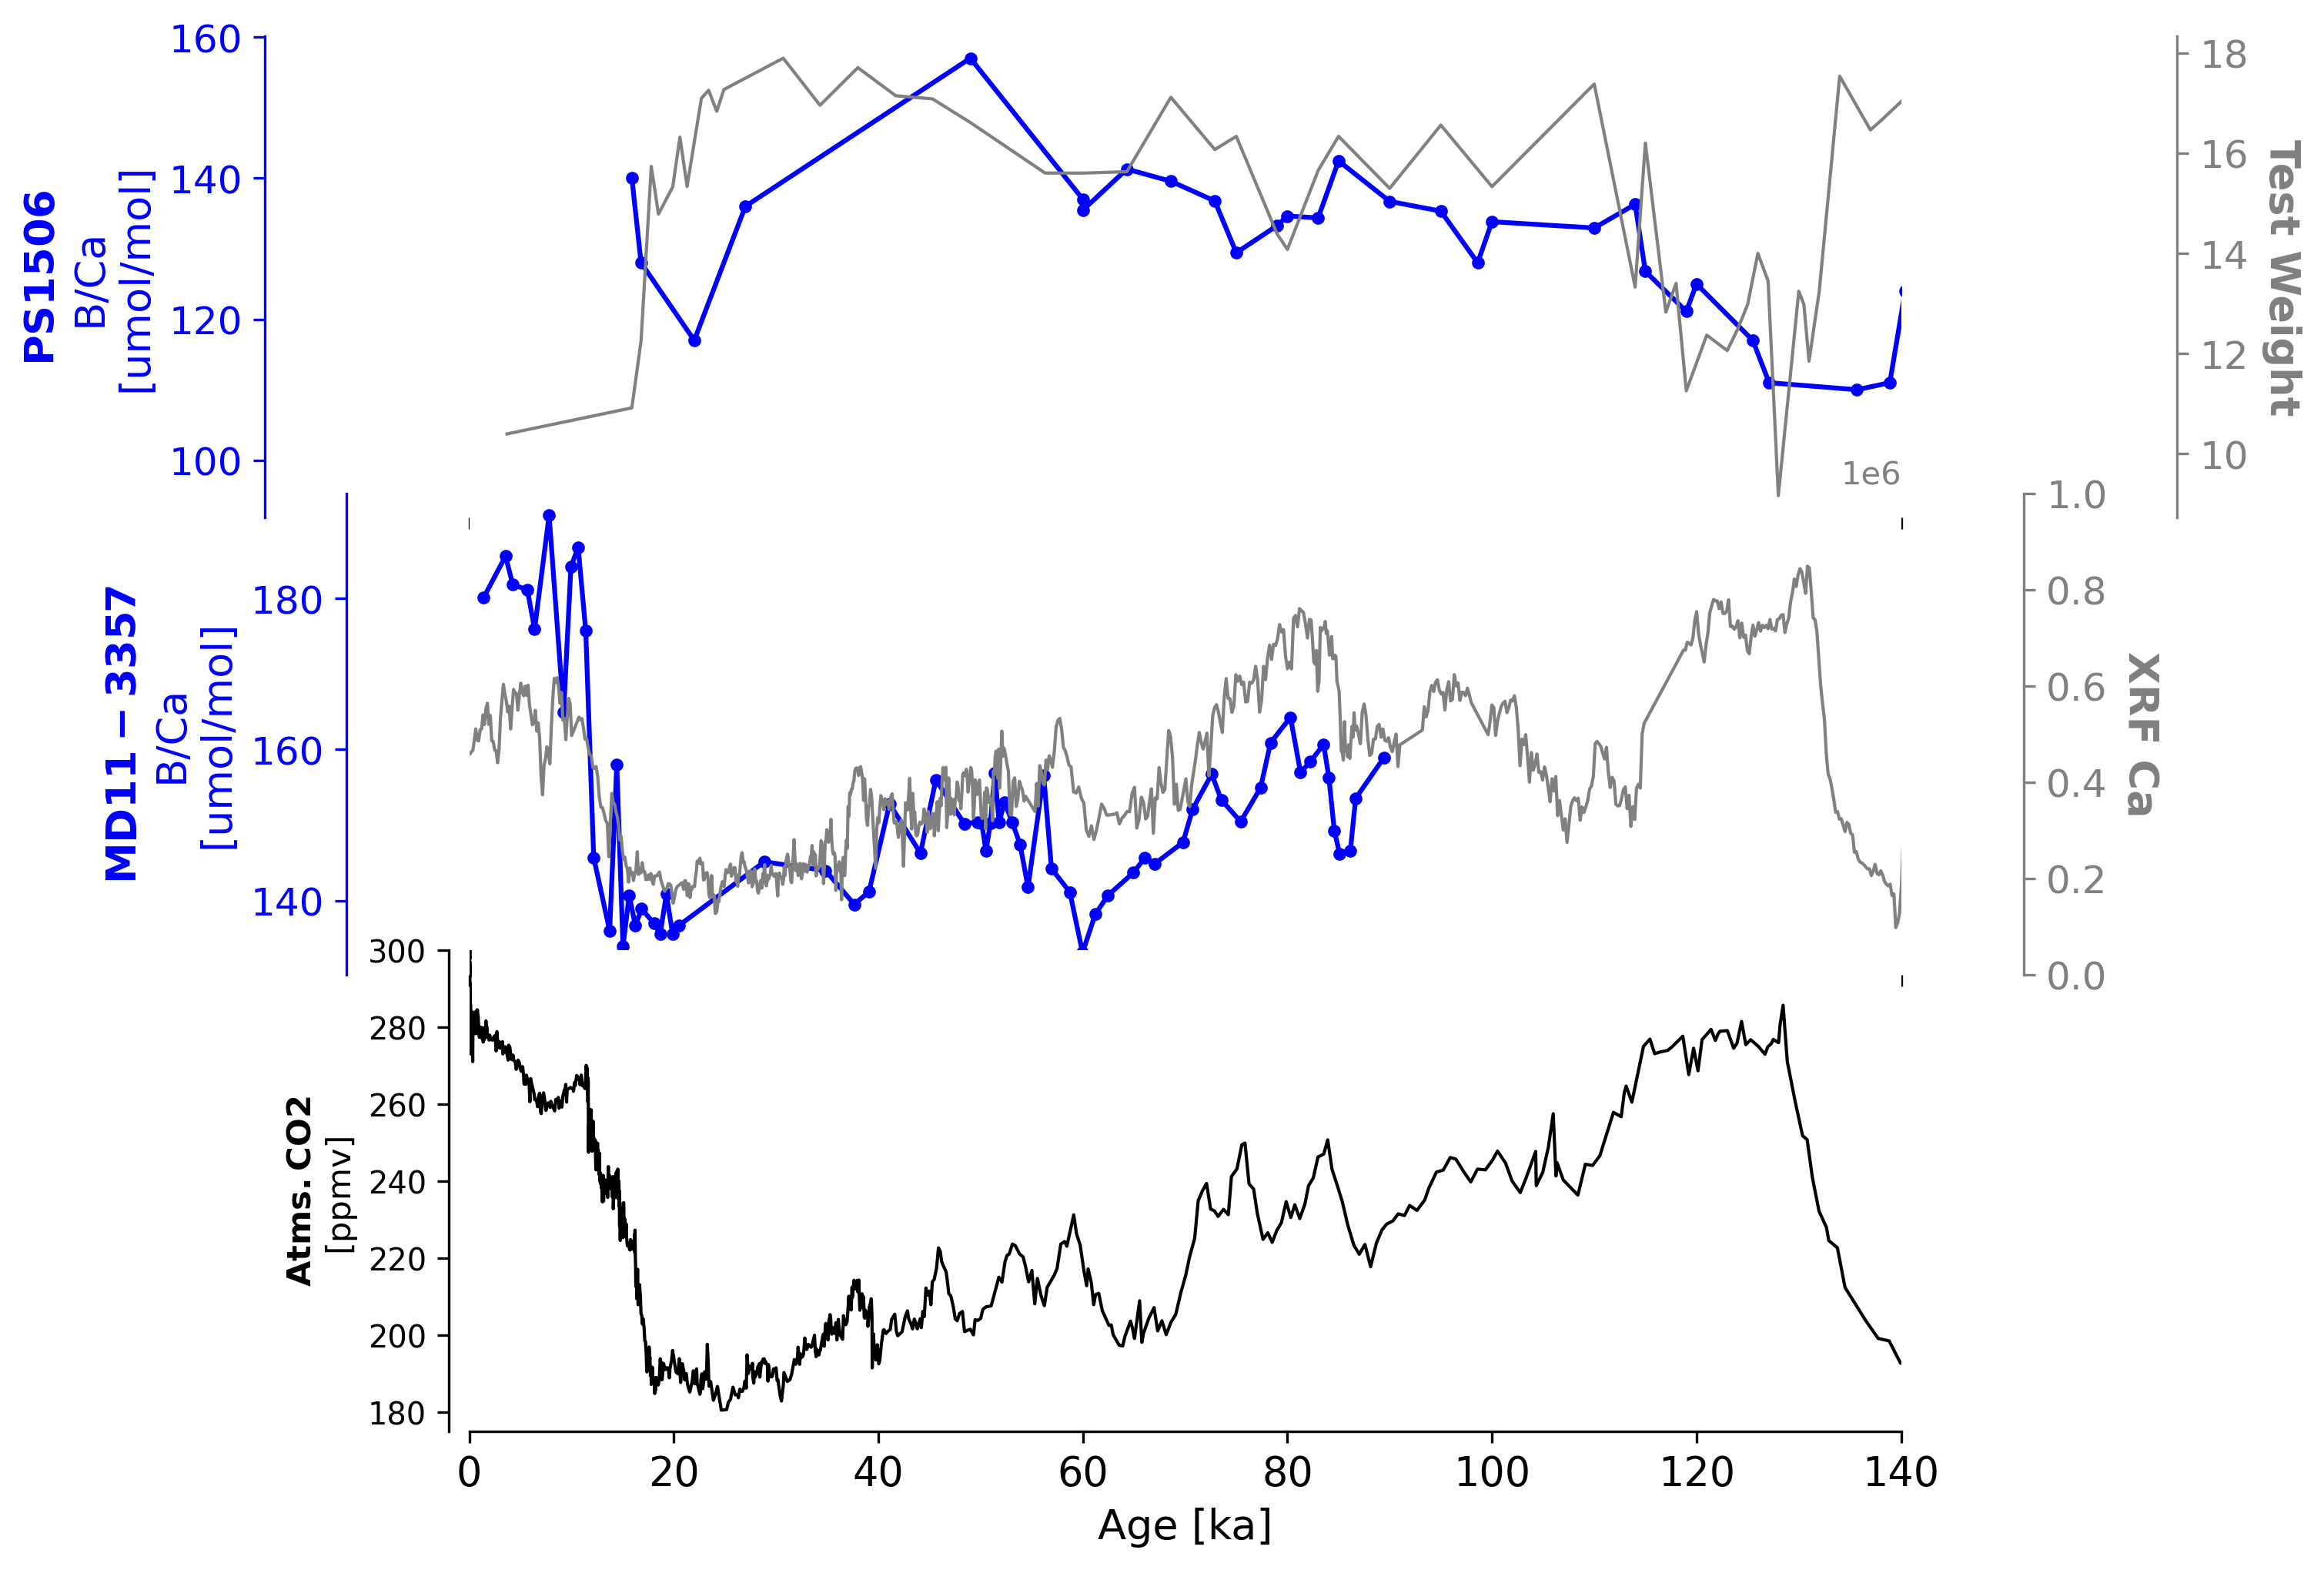 PS1506
B/Ca
[umol/mol]
160
140
120
100
18
16
14
12
10
Test Weight
1e6
MD11 − 3357
B/Ca
[umol/mol]
180
160
140
1.0
0.8
0.6
0.4
0.2
0.0
XRF Ca
Atms. CO2
[ppmv]
300
280
260
240
220
200
180
0 20 40 60 80 100 120 140
Age [ka]